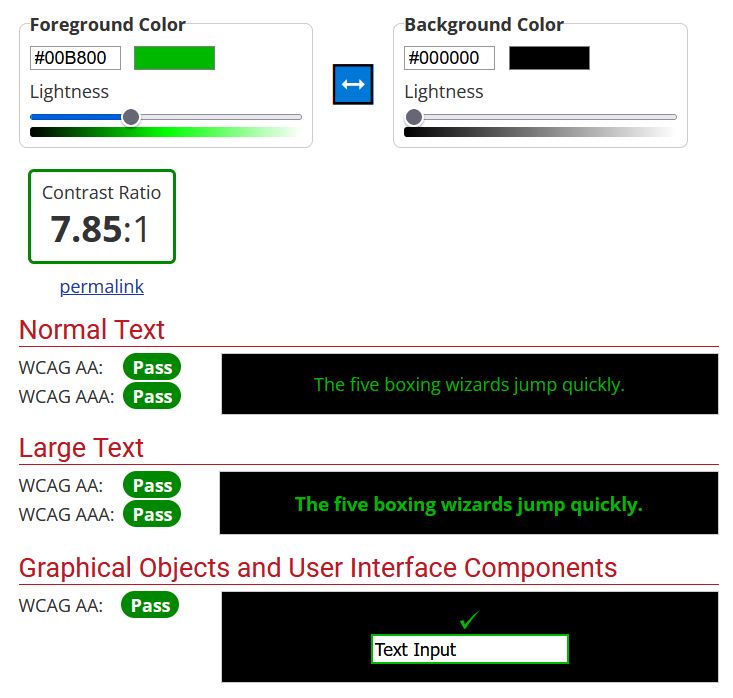 Foreground Color
#00B800
Lightness
Background Color
#000000
Lightness
Contrast Ratio
7.85:1
permalink
Normal Text
WCAG AA: Pass
WCAG AAA: Pass
The five boxing wizards jump quickly.
Large Text
WCAG AA: Pass
WCAG AAA: Pass
The five boxing wizards jump quickly.
Graphical Objects and User Interface Components
WCAG AA: Pass
✓
Text Input